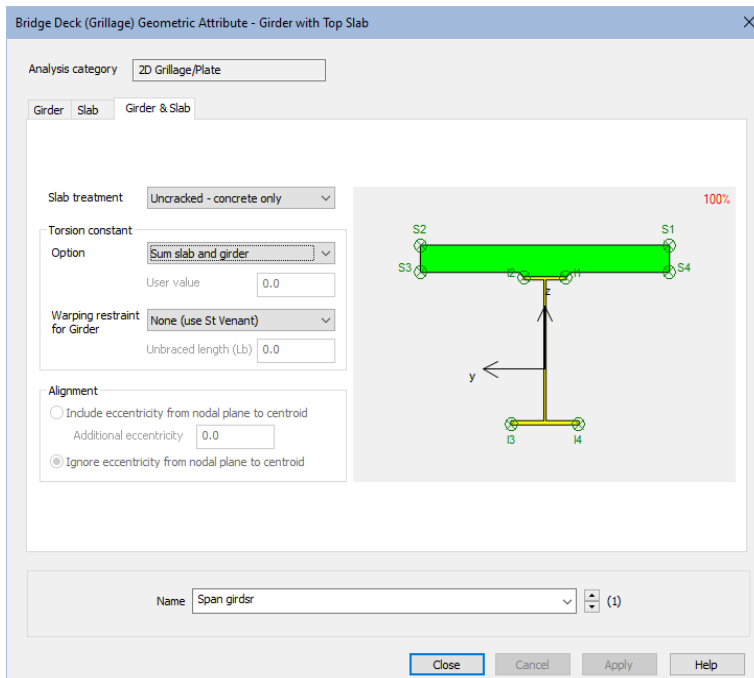 Bridge Deck (Grillage) Geometric Attribute - Girder with Top Slab
Analysis category 2D Grillage/Plate
Girder Slab Girder & Slab
Slab treatment Uncracked - concrete only
Torsion constant
Option Sum slab and girder
User value 0.0
Warping restraint
for Girder None (use St Venant)
Unbraced length (Lb) 0.0
Alignment
Include eccentricity from nodal plane to centroid
Additional eccentricity 0.0
Ignore eccentricity from nodal plane to centroid
100%
S2 S1
S3 I2 I1 S4
z
y
I3 I4
Name Span girdsr (1)
Close Cancel Apply Help